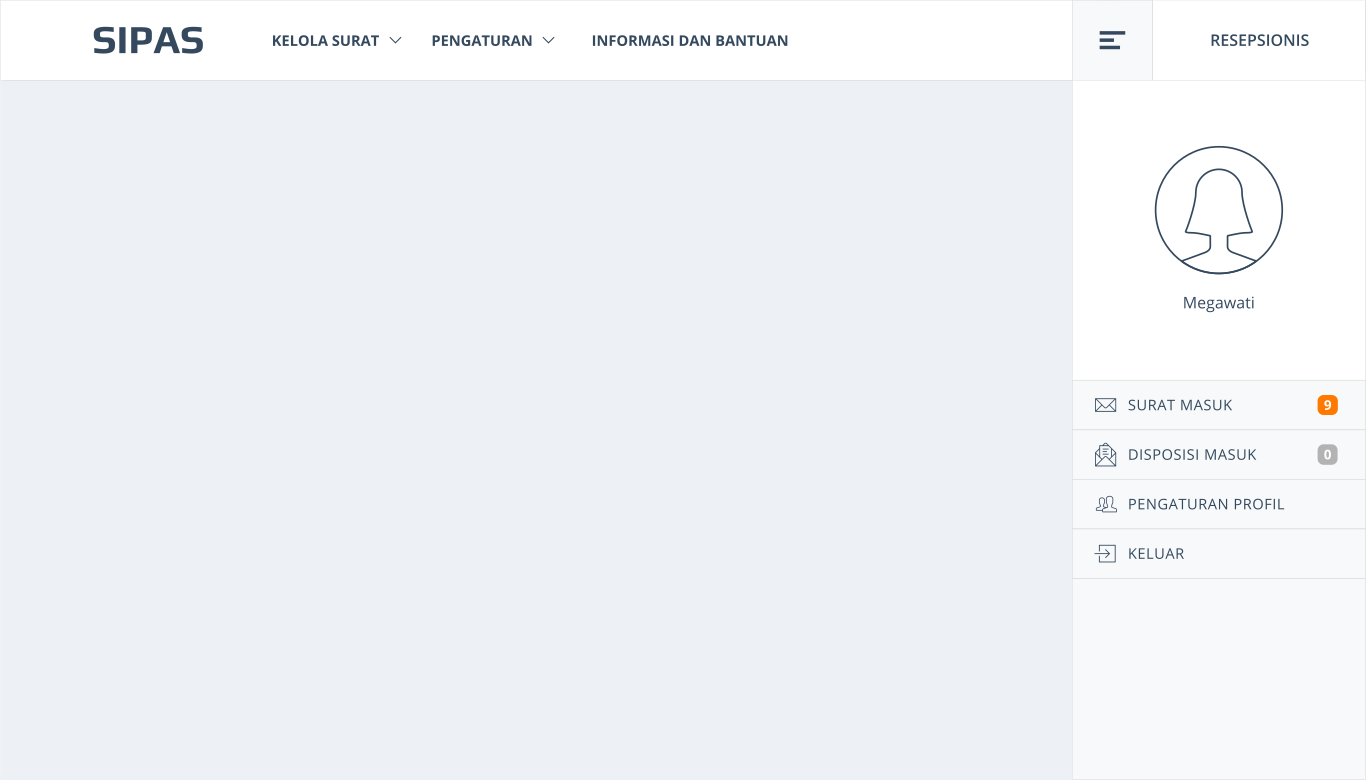 SIPAS
KELOLA SURAT
PENGATURAN
INFORMASI DAN BANTUAN
RESEPSIONIS
Megawati
SURAT MASUK 9
DISPOSISI MASUK 0
PENGATURAN PROFIL
KELUAR